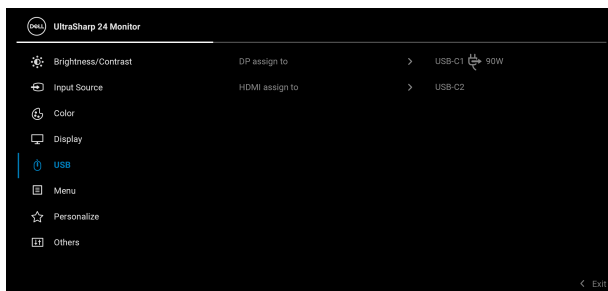 DELL UltraSharp 24 Monitor
Brightness/Contrast DP assign to > USB-C1 90W
Input Source HDMI assign to > USB-C2
Color
Display
USB
Menu
Personalize
Others
< Exit